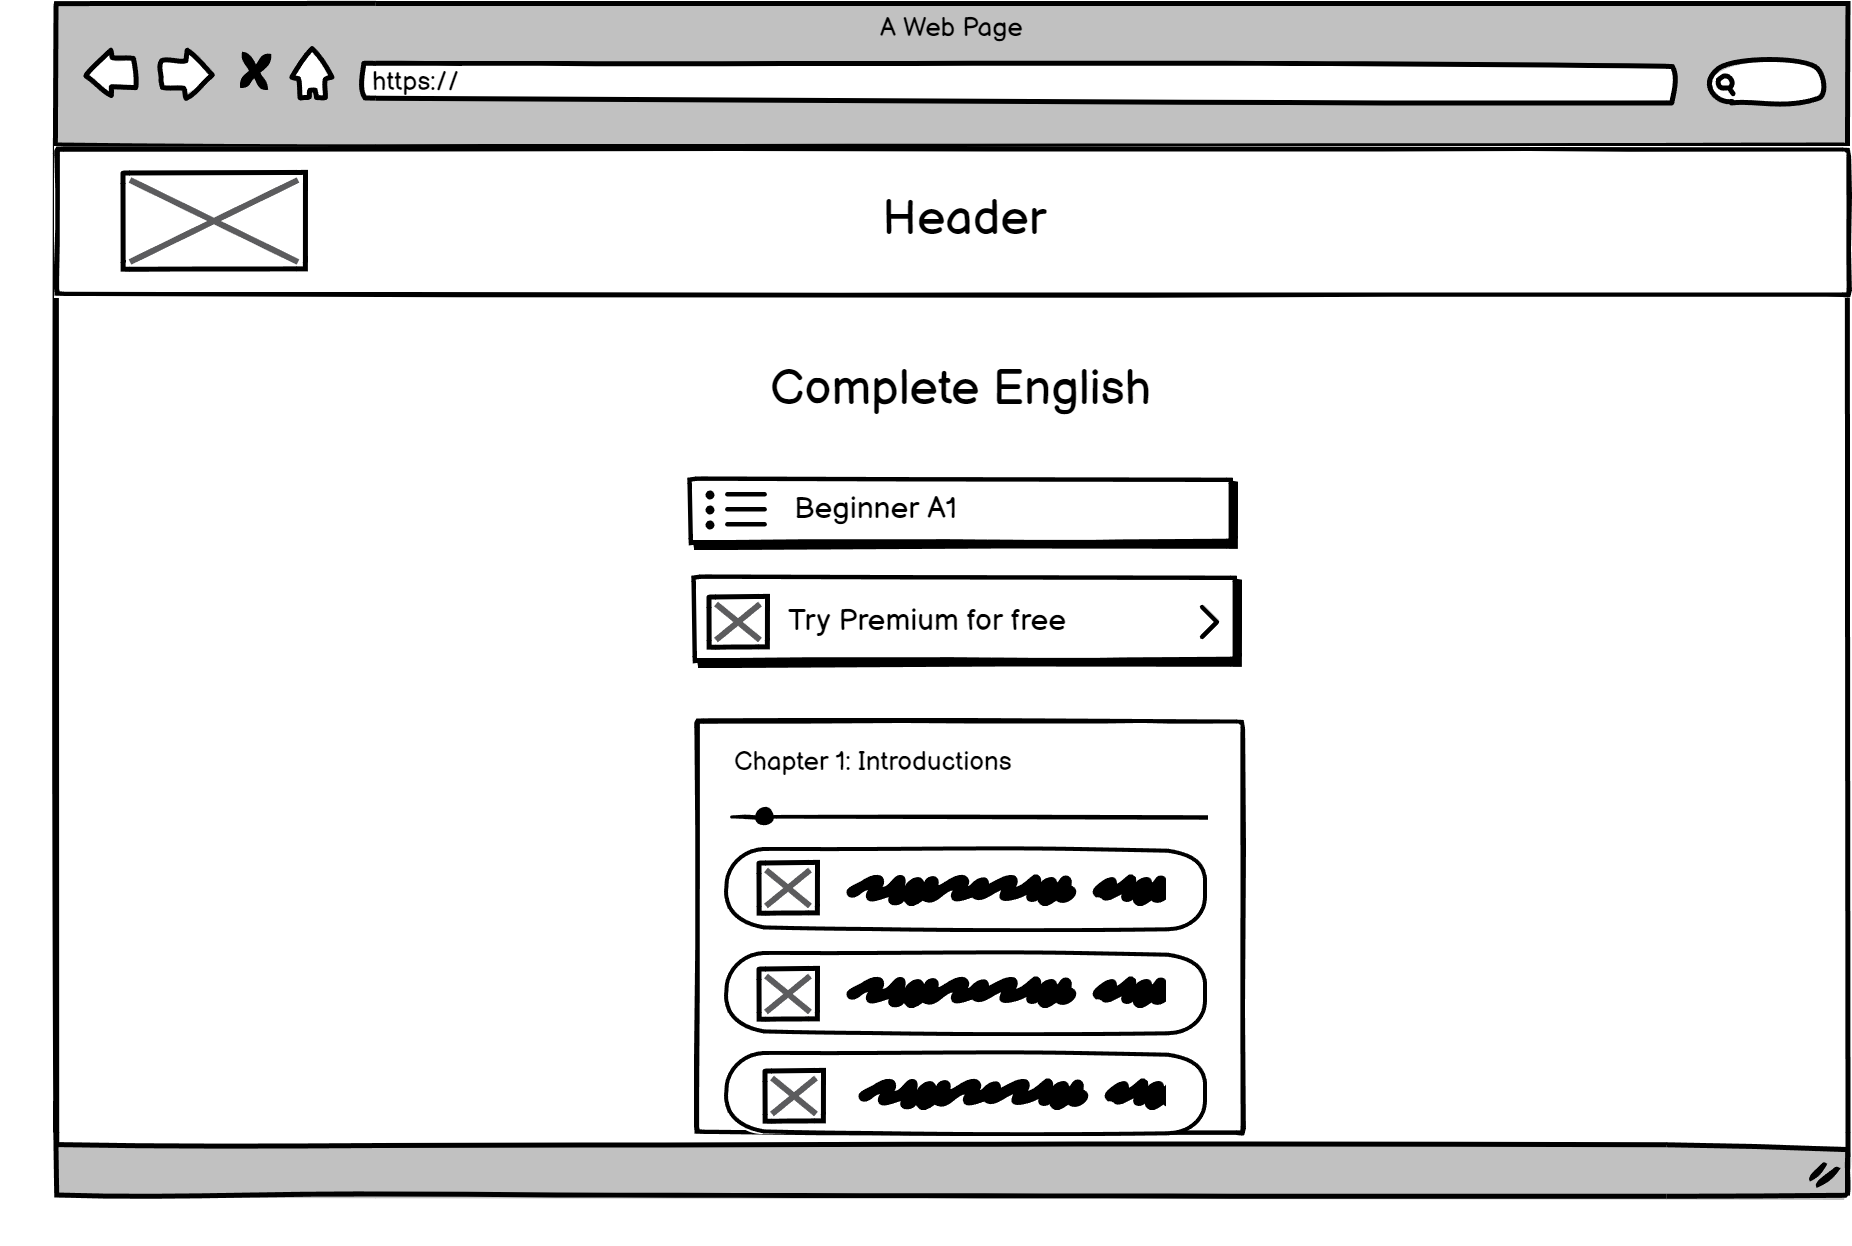 A Web Page
https://
Header
Complete English
Beginner A1
Try Premium for free
Chapter 1: Introductions